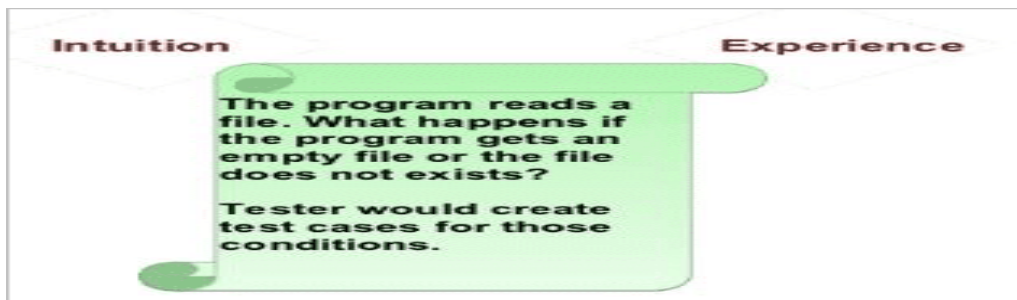 Intuition
Experience
The program reads a
file. What happens if
the program gets an
empty file or the file
does not exists?
Tester would create
test cases for those
conditions.